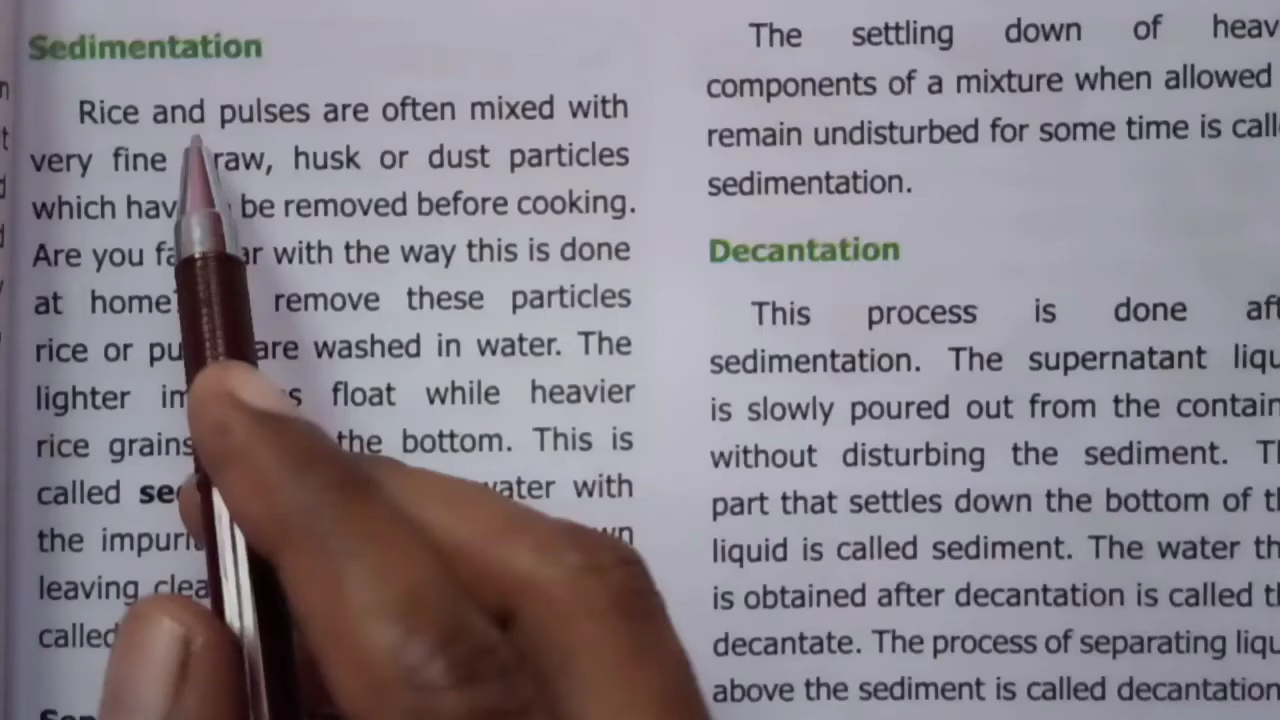 Sedimentation
Rice and pulses are often mixed with
very fine raw, husk or dust particles
which hav be removed before cooking.
Are you fa ar with the way this is done
at home remove these particles
rice or pu are washed in water. The
lighter im s float while heavier
rice grains the bottom. This is
called se water with
the impuri
leaving clea
called
The settling down of heav
components of a mixture when allowed
remain undisturbed for some time is call
sedimentation.
Decantation
This process is done aft
sedimentation. The supernatant liqu
is slowly poured out from the contain
without disturbing the sediment. Th
part that settles down the bottom of th
liquid is called sediment. The water th
is obtained after decantation is called th
decantate. The process of separating liqu
above the sediment is called decantation